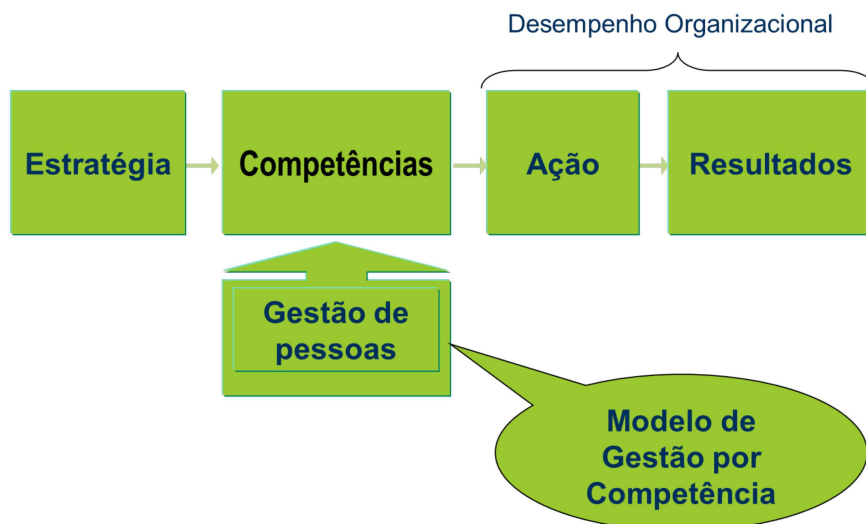 Desempenho Organizacional
Estratégia
Competências
Ação
Resultados
Gestão de
pessoas
Modelo de
Gestão por
Competência